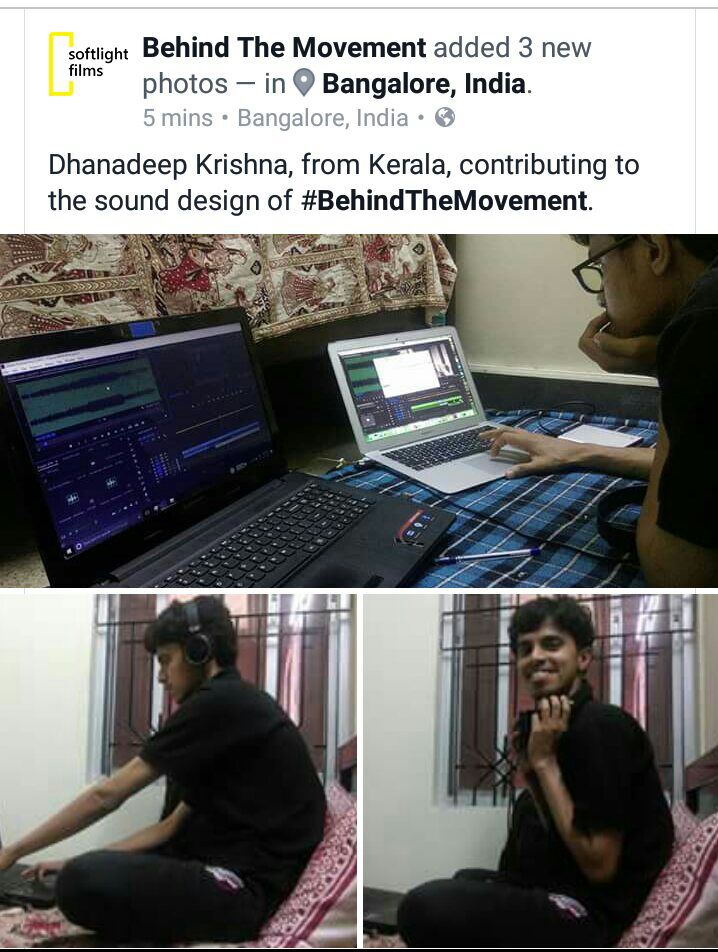 softlight
films
Behind The Movement added 3 new
photos — in Bangalore, India.
5 mins • Bangalore, India •
Dhanadeep Krishna, from Kerala, contributing to
the sound design of #BehindTheMovement.